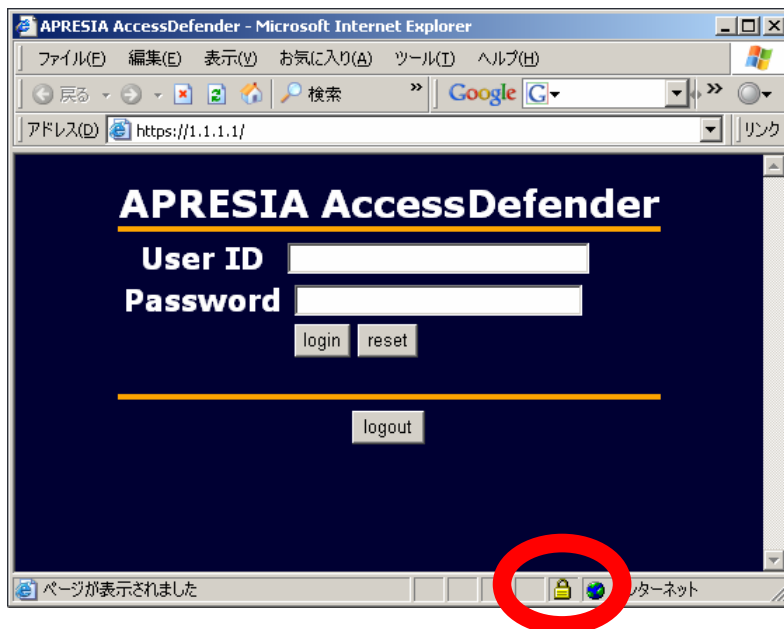 APRESIA AccessDefender - Microsoft Internet Explorer
ファイル(F) 編集(E) 表示(V) お気に入り(A) ツール(T) ヘルプ(H)
戻る 検索 » Google G »
アドレス(D) https://1.1.1.1/ リンク
APRESIA AccessDefender
User ID
Password
login reset
logout
ページが表示されました ターネット